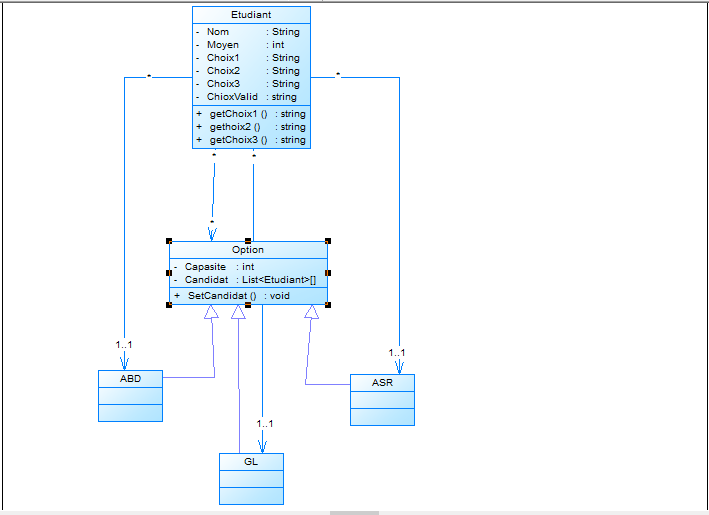 Etudiant
- Nom : String
- Moyen : int
- Choix1 : String
- Choix2 : String
- Choix3 : String
- ChioxValid : string
+ getChoix1 () : string
+ gethoix2 () : string
+ getChoix3 () : string
* *
* *
*
Option
- Capasite : int
- Candidat : List<Etudiant>[]
+ SetCandidat () : void
1..1 1..1
ABD ASR
1..1
GL